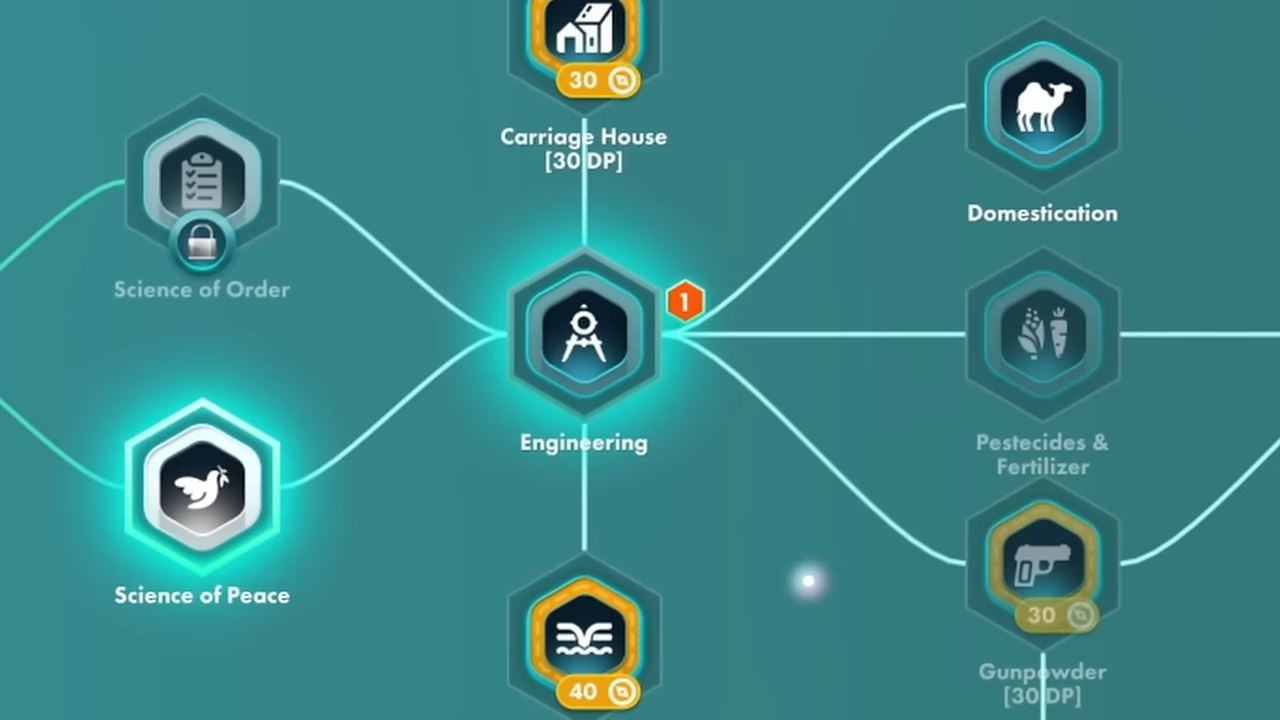 30
Carriage House
[30 DP]
Domestication
Science of Order
1
Engineering
Pestecides &
Fertilizer
Science of Peace
30
Gunpowder
[30 DP]
40